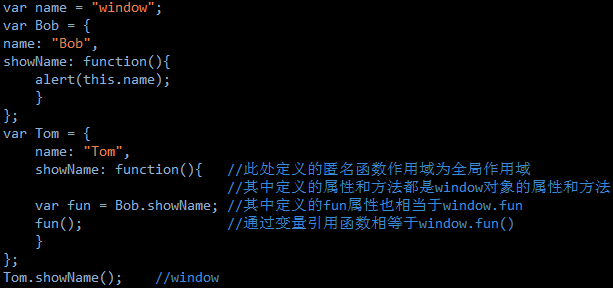 var name = "window";
var Bob = {
name: "Bob",
showName: function(){
    alert(this.name);
    }
};
var Tom = {
    name: "Tom",
    showName: function(){   //此处定义的匿名函数作用域为全局作用域
                            //其中定义的属性和方法都是window对象的属性和方法
    var fun = Bob.showName; //其中定义的fun属性也相当于window.fun
    fun();                  //通过变量引用函数相等于window.fun()
    }
};
Tom.showName();    //window